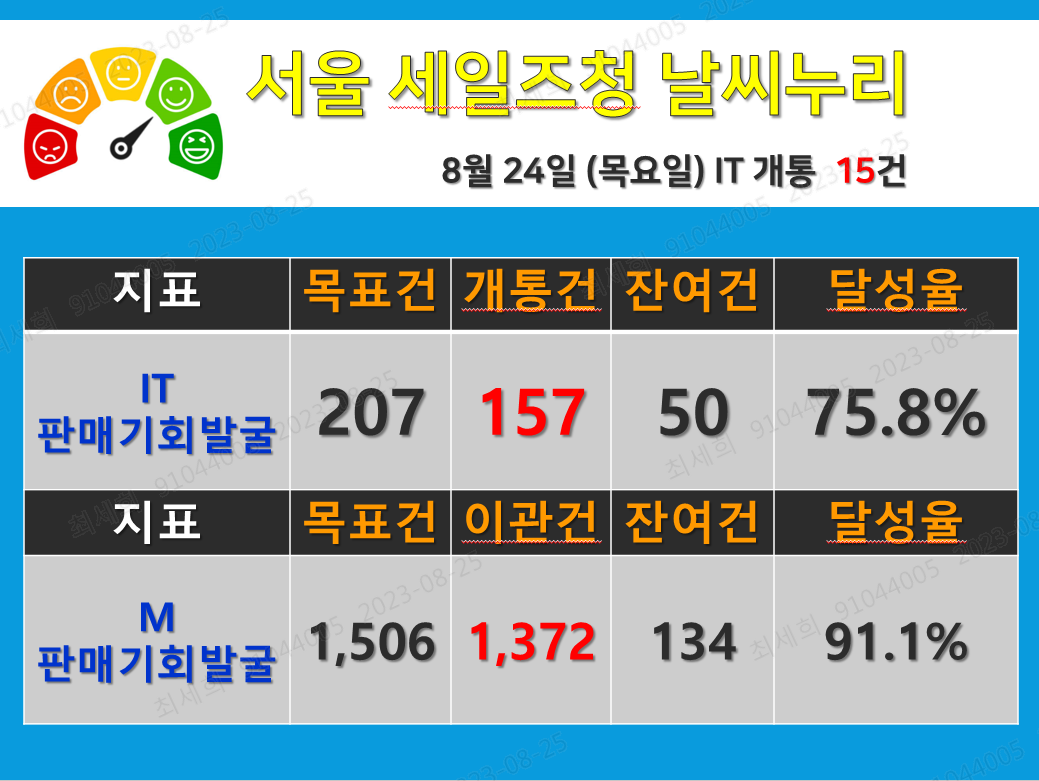 서울 세일즈청 날씨누리
8월 24일 (목요일) IT 개통 15건
지표 목표건 개통건 잔여건 달성율
IT
판매기회발굴 207 157 50 75.8%
지표 목표건 이관건 잔여건 달성율
M
판매기회발굴 1,506 1,372 134 91.1%
최세희 91044005 2023-08-25